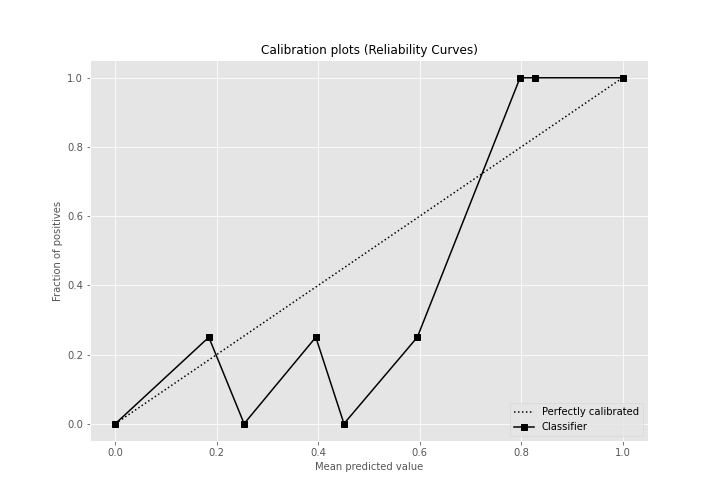 Calibration plots (Reliability Curves)
1.0
0.8
0.6
0.4
0.2
0.0
Fraction of positives
0.0 0.2 0.4 0.6 0.8 1.0
Mean predicted value
Perfectly calibrated
Classifier